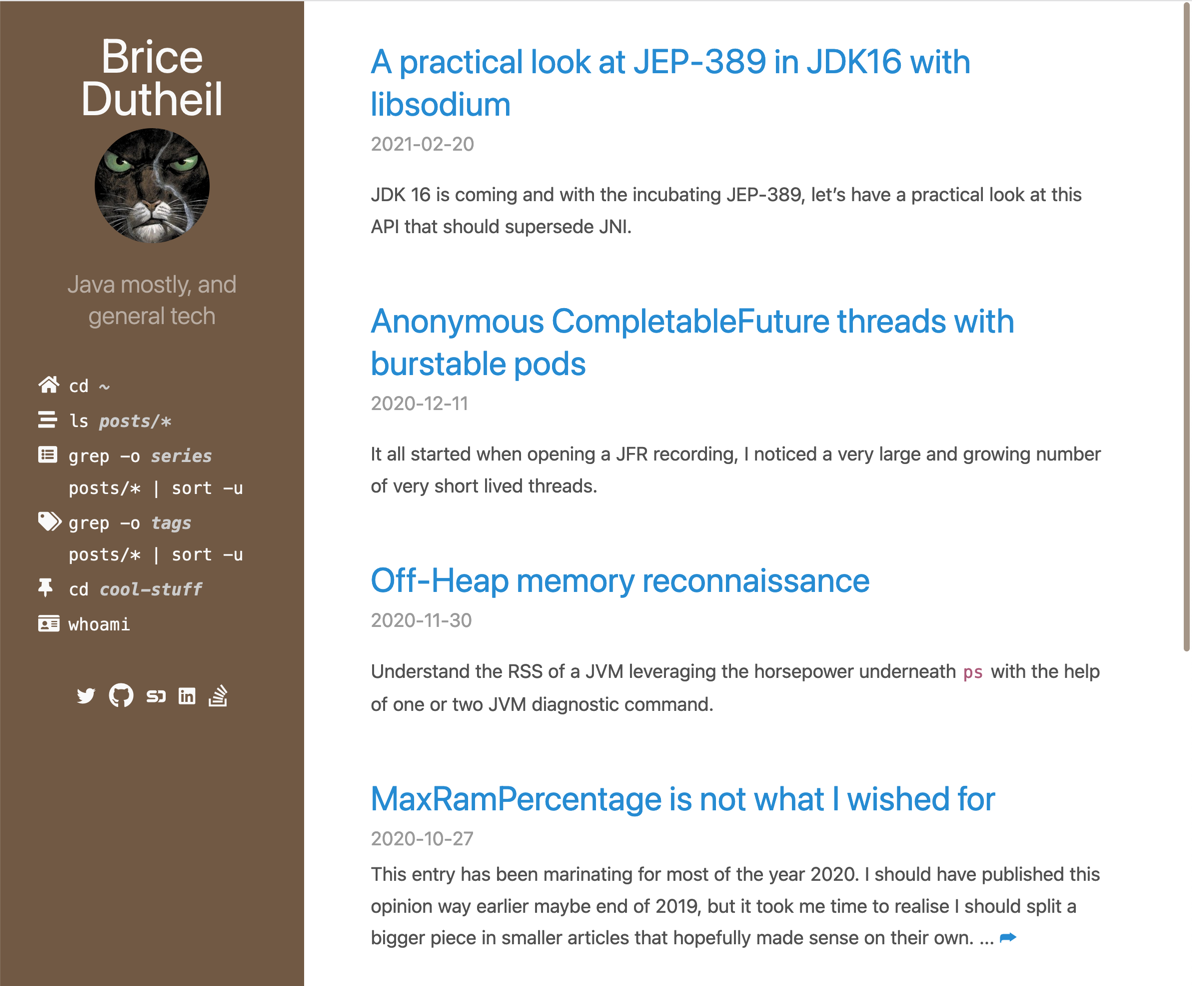 Brice
Dutheil
Java mostly, and
general tech
cd ~
ls posts/*
grep -o series
posts/* | sort -u
grep -o tags
posts/* | sort -u
cd cool-stuff
whoami
A practical look at JEP-389 in JDK16 with
libsodium
2021-02-20
JDK 16 is coming and with the incubating JEP-389, let’s have a practical look at this
API that should supersede JNI.
Anonymous CompletableFuture threads with
burstable pods
2020-12-11
It all started when opening a JFR recording, I noticed a very large and growing number
of very short lived threads.
Off-Heap memory reconnaissance
2020-11-30
Understand the RSS of a JVM leveraging the horsepower underneath ps with the help
of one or two JVM diagnostic command.
MaxRamPercentage is not what I wished for
2020-10-27
This entry has been marinating for most of the year 2020. I should have published this
opinion way earlier maybe end of 2019, but it took me time to realise I should split a
bigger piece in smaller articles that hopefully made sense on their own. ...